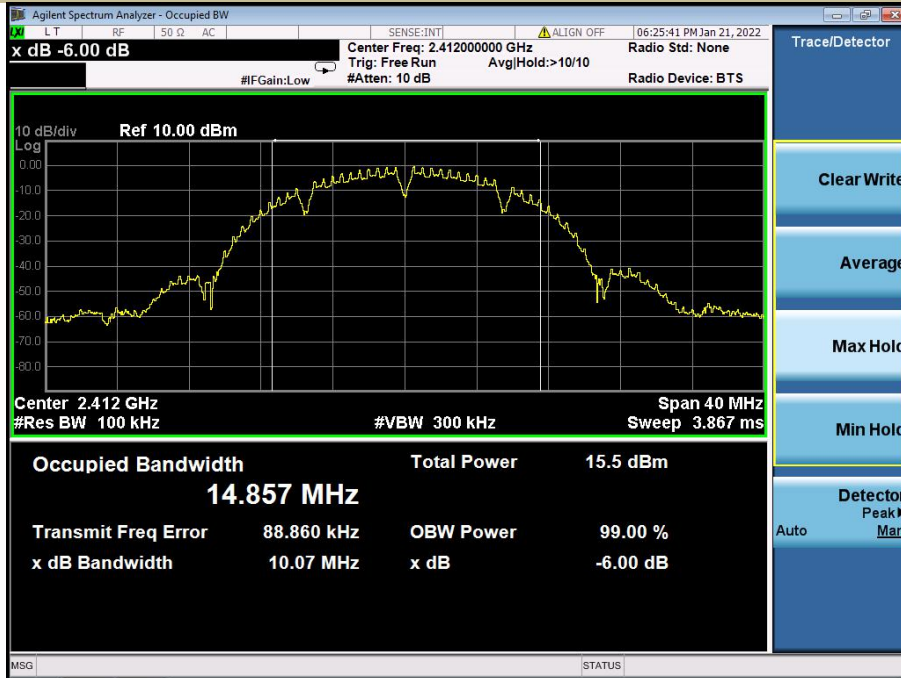 Agilent Spectrum Analyzer - Occupied BW
LXI L T RF 50 Ω AC SENSE:INT ALIGN OFF 06:25:41 PM Jan 21, 2022
x dB -6.00 dB
Center Freq: 2.412000000 GHz
Radio Std: None
Trig: Free Run Avg|Hold:>10/10
#IFGain:Low #Atten: 10 dB
Radio Device: BTS
Trace/Detector
10 dB/div Ref 10.00 dBm
Log
0.00
-10.0
-20.0
-30.0
-40.0
-50.0
-60.0
-70.0
-80.0
Center 2.412 GHz Span 40 MHz
#Res BW 100 kHz #VBW 300 kHz Sweep 3.867 ms
Occupied Bandwidth Total Power 15.5 dBm
14.857 MHz
Transmit Freq Error 88.860 kHz OBW Power 99.00 %
x dB Bandwidth 10.07 MHz x dB -6.00 dB
Clear Write
Average
Max Hold
Min Hold
Detector
Peak
Auto Man
MSG STATUS